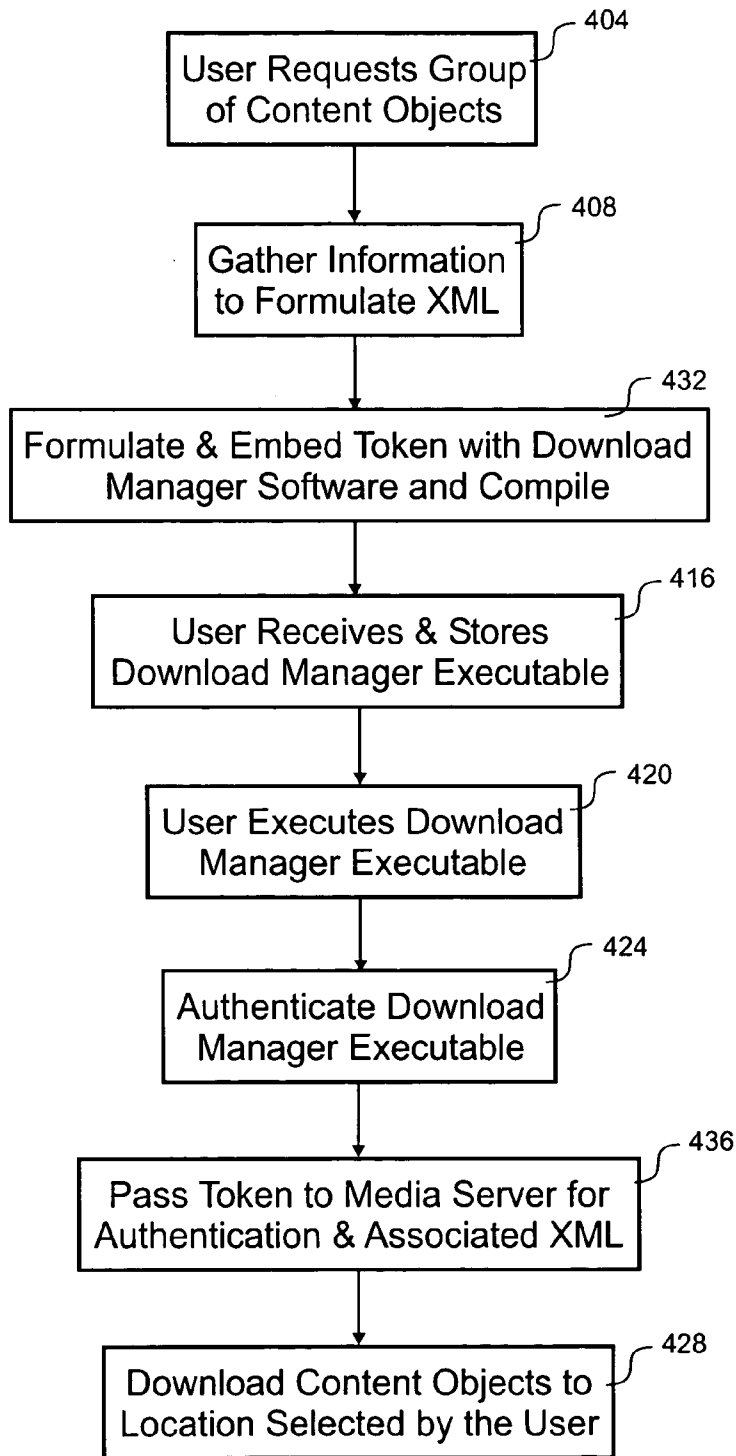 404
User Requests Group
of Content Objects
408
Gather Information
to Formulate XML
432
Formulate & Embed Token with Download
Manager Software and Compile
416
User Receives & Stores
Download Manager Executable
420
User Executes Download
Manager Executable
424
Authenticate Download
Manager Executable
436
Pass Token to Media Server for
Authentication & Associated XML
428
Download Content Objects to
Location Selected by the User